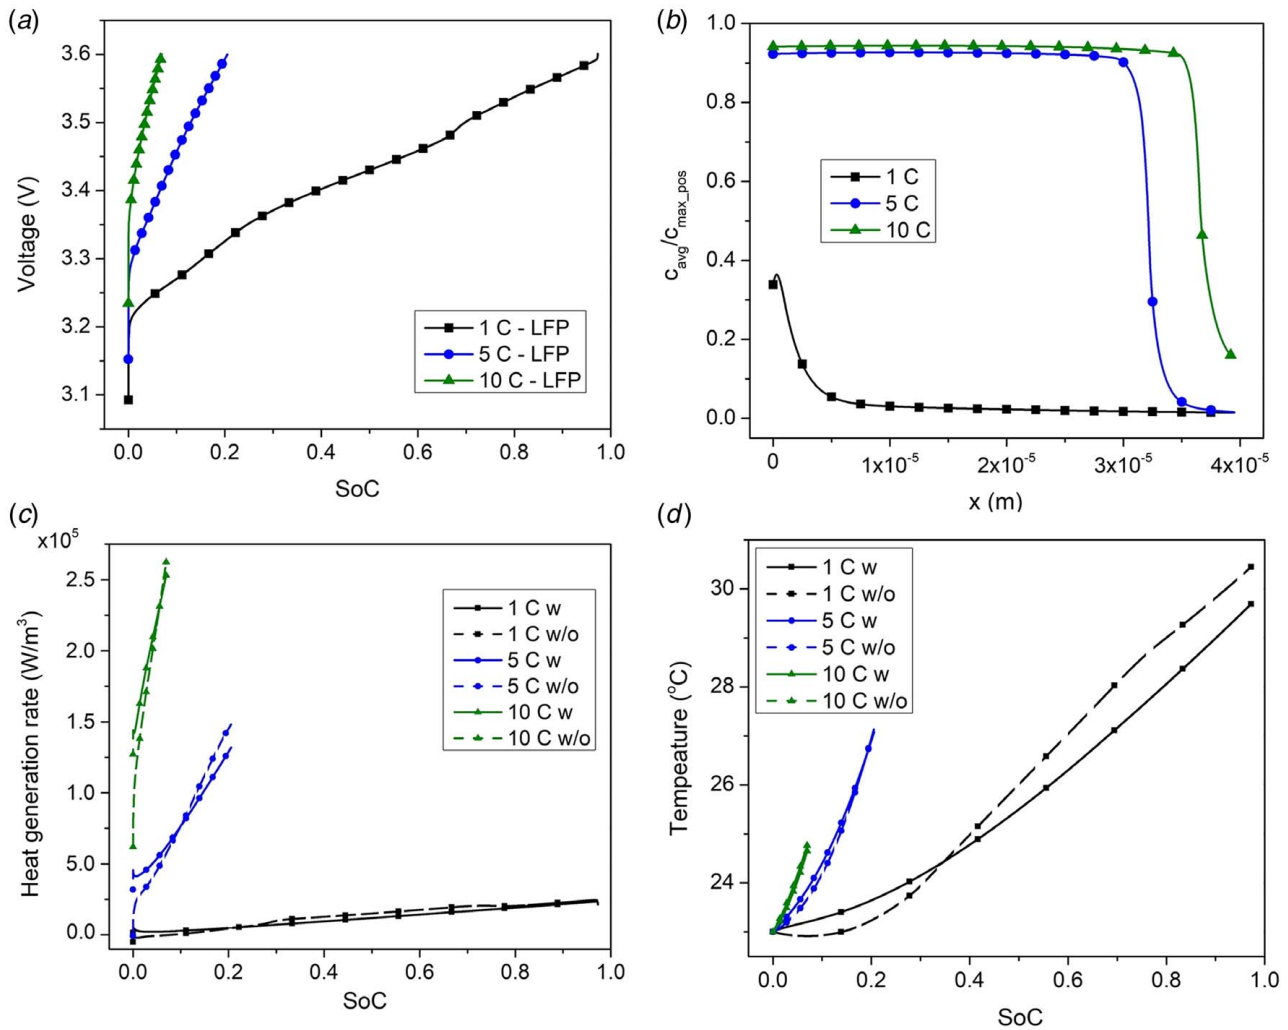 (a)
3.6
3.5
3.4
3.3
3.2
3.1
Voltage (V)
1 C - LFP
5 C - LFP
10 C - LFP
0.0 0.2 0.4 0.6 0.8 1.0
SoC
(b)
1.0
0.8
0.6
0.4
0.2
0.0
c_avg/c_max_pos
1 C
5 C
10 C
0 1x10⁻⁵ 2x10⁻⁵ 3x10⁻⁵ 4x10⁻⁵
x (m)
(c)
x10⁵
2.5
2.0
1.5
1.0
5.0
0.0
Heat generation rate (W/m³)
1 C w
1 C w/o
5 C w
5 C w/o
10 C w
10 C w/o
0.0 0.2 0.4 0.6 0.8 1.0
SoC
(d)
30
28
26
24
Tempeature (°C)
1 C w
1 C w/o
5 C w
5 C w/o
10 C w
10 C w/o
0.0 0.2 0.4 0.6 0.8 1.0
SoC